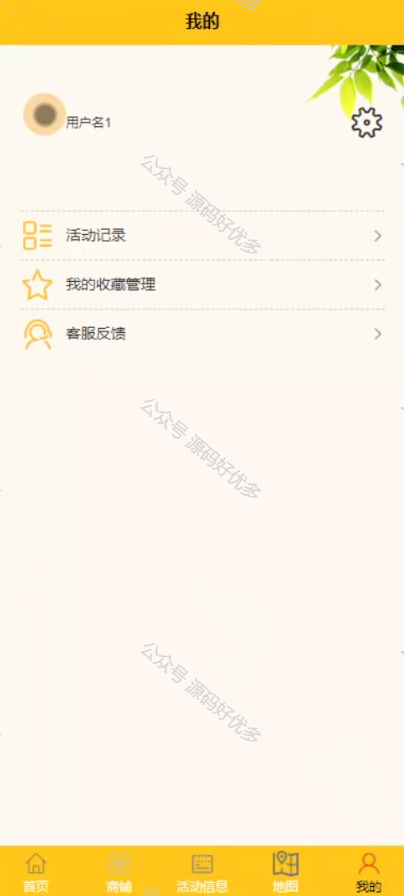 我的
用户名1
公众号 源码好优多
活动记录
我的收藏管理
客服反馈
公众号 源码好优多
公众号 源码好优多
首页
商铺
活动信息
地图
我的